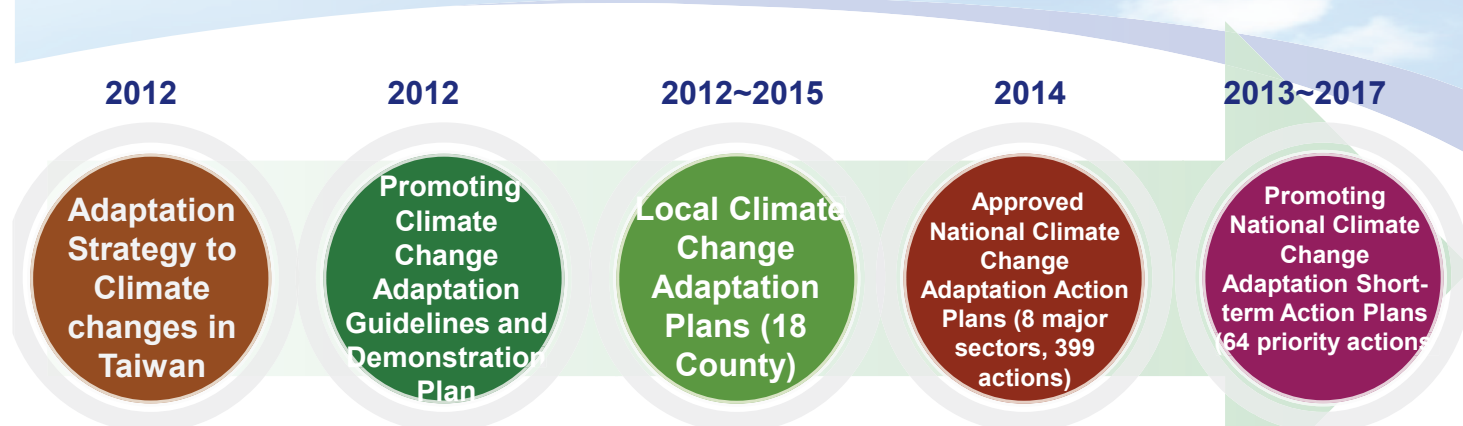 2012
Adaptation
Strategy to
Climate
changes in
Taiwan
2012
Promoting
Climate
Change
Adaptation
Guidelines and
Demonstration
Plan
2012~2015
Local Climate
Change
Adaptation
Plans (18
County)
2014
Approved
National Climate
Change
Adaptation Action
Plans (8 major
sectors, 399
actions)
2013~2017
Promoting
National Climate
Change
Adaptation Short-
term Action Plans
(64 priority actions